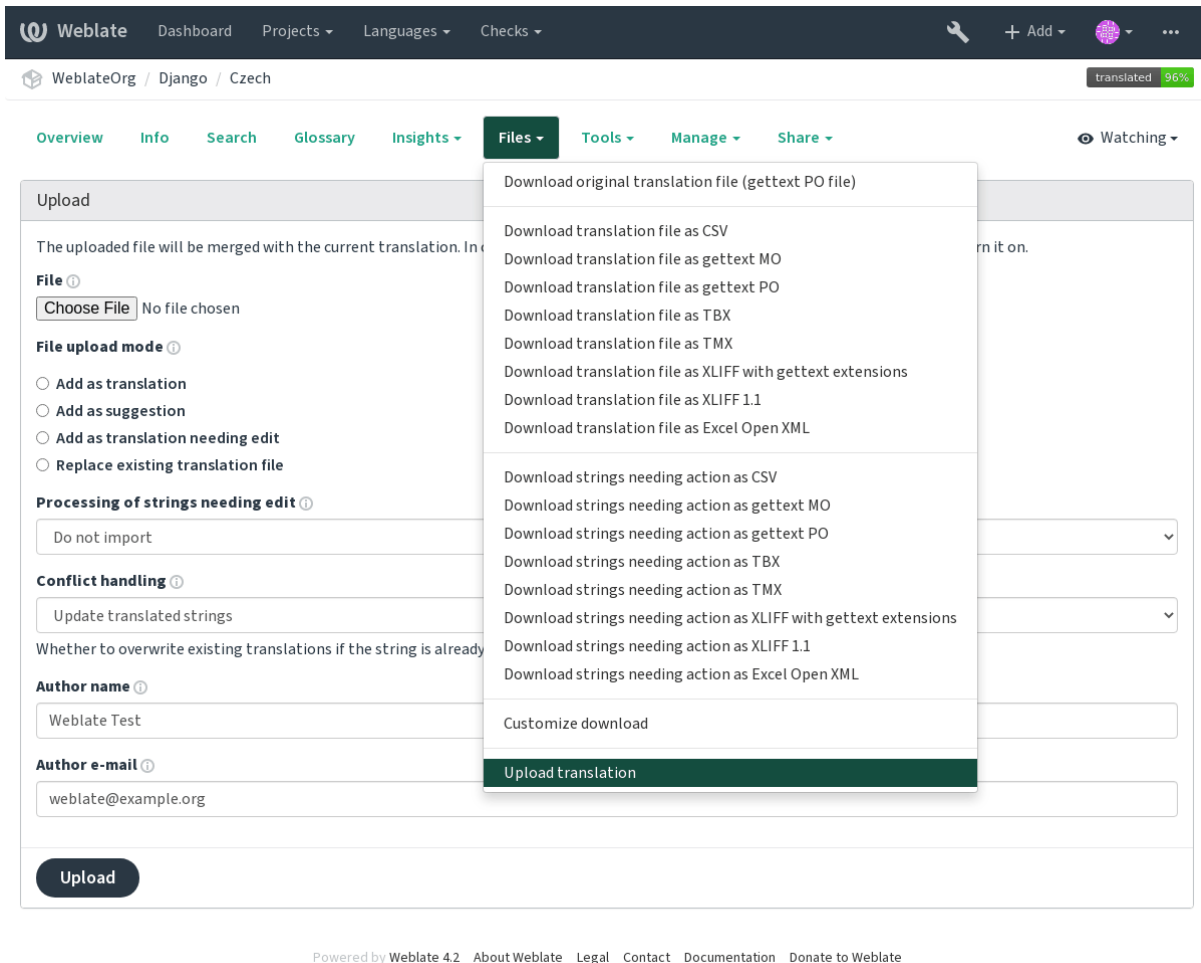 Weblate Dashboard Projects Languages Checks + Add ...
WeblateOrg / Django / Czech translated 96%
Overview Info Search Glossary Insights Files Tools Manage Share Watching
Download original translation file (gettext PO file)
Download translation file as CSV
Download translation file as gettext MO
Download translation file as gettext PO
Download translation file as TBX
Download translation file as TMX
Download translation file as XLIFF with gettext extensions
Download translation file as XLIFF 1.1
Download translation file as Excel Open XML
Download strings needing action as CSV
Download strings needing action as gettext MO
Download strings needing action as gettext PO
Download strings needing action as TBX
Download strings needing action as TMX
Download strings needing action as XLIFF with gettext extensions
Download strings needing action as XLIFF 1.1
Download strings needing action as Excel Open XML
Customize download
Upload translation
Upload
The uploaded file will be merged with the current translation. In it on.
File
Choose File No file chosen
File upload mode
Add as translation
Add as suggestion
Add as translation needing edit
Replace existing translation file
Processing of strings needing edit
Do not import
Conflict handling
Update translated strings
Whether to overwrite existing translations if the string is already
Author name
Weblate Test
Author e-mail
weblate@example.org
Upload
Powered by Weblate 4.2 About Weblate Legal Contact Documentation Donate to Weblate